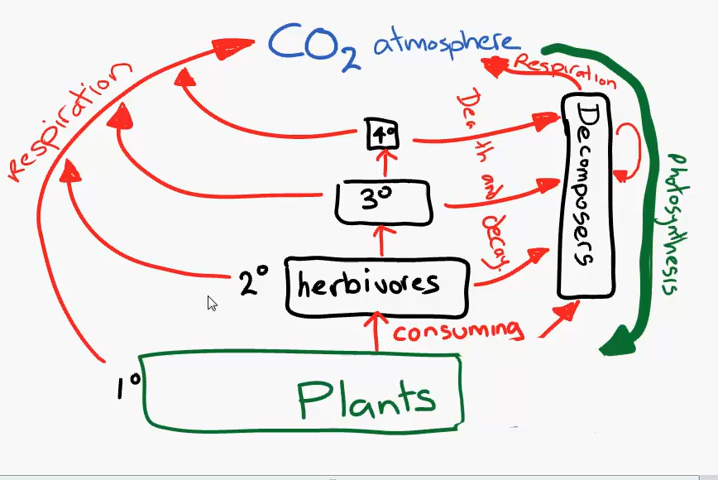 CO2 atmosphere
Respiration
Respiration
4°
Death and decay.
Decomposers
Photosynthesis
3°
2° herbivores
consuming
1° Plants